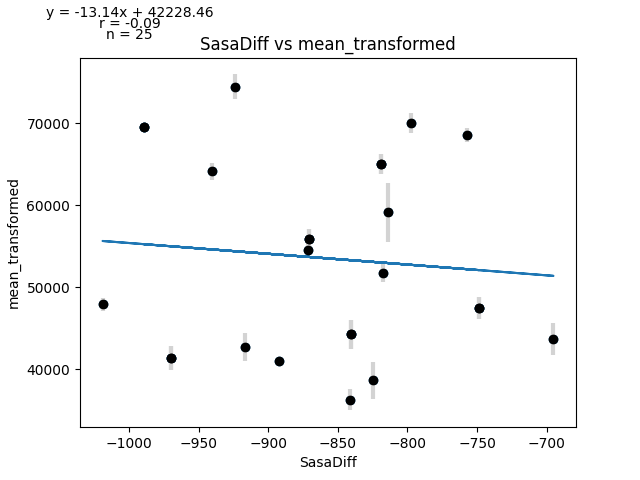 y = -13.14x + 42228.46
r = -0.09
n = 25
SasaDiff vs mean_transformed
70000
60000
50000
40000
mean_transformed
−1000
−950
−900
−850
−800
−750
−700
SasaDiff